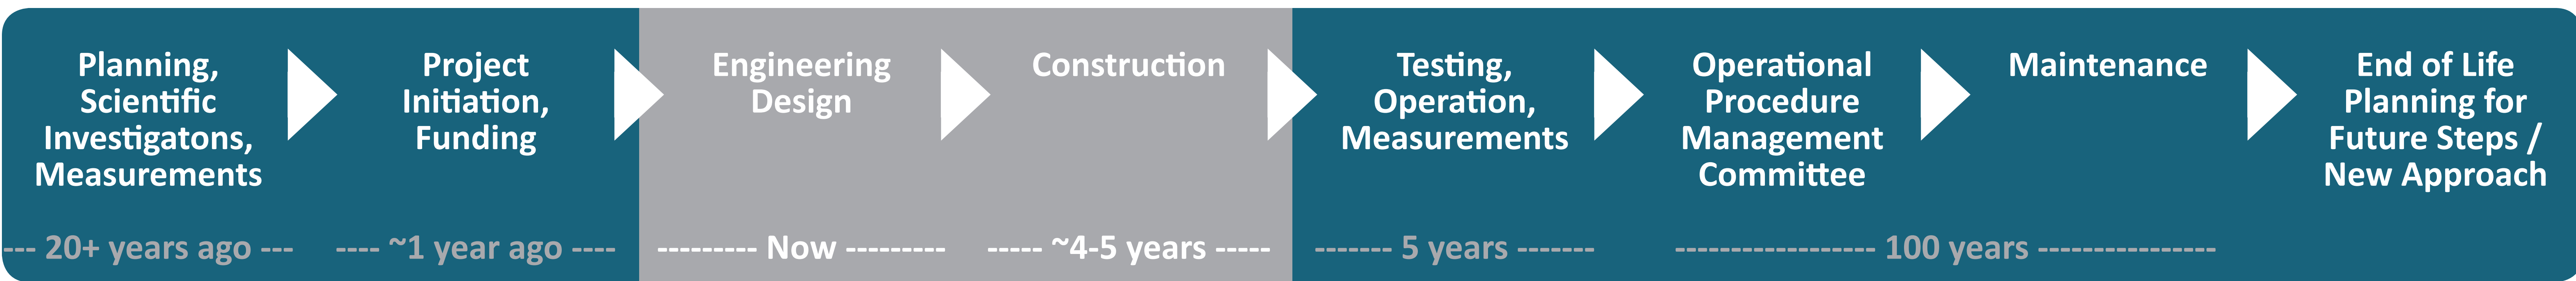 Planning,
Scientific
Investigatons,
Measurements
Project
Initiation,
Funding
Engineering
Design
Construction
Testing,
Operation,
Measurements
Operational
Procedure
Management
Committee
Maintenance
End of Life
Planning for
Future Steps /
New Approach
--- 20+ years ago ---
---- ~1 year ago ----
--------- Now ---------
----- ~4-5 years -----
------- 5 years -------
------------------ 100 years ----------------